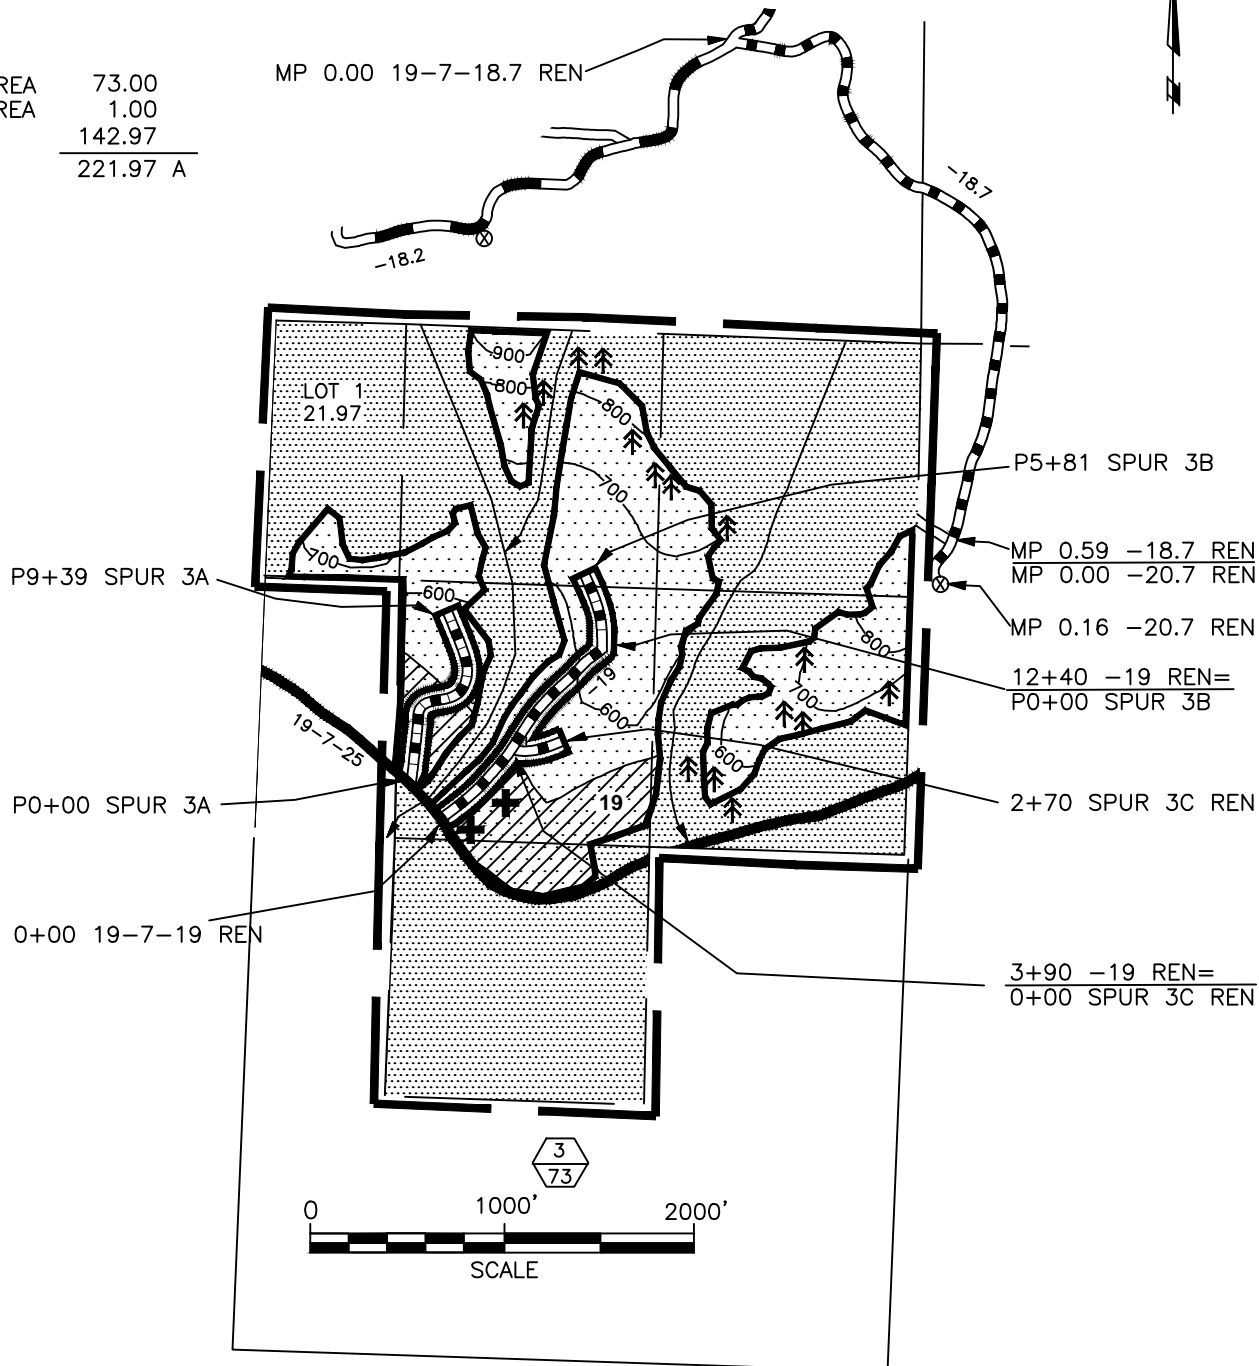 REA 73.00
REA 1.00
142.97
221.97 A
MP 0.00 19-7-18.7 REN
-18.7
-18.2
900
800
LOT 1
21.97
800
700
P5+81 SPUR 3B
700
MP 0.59 -18.7 REN
MP 0.00 -20.7 REN
P9+39 SPUR 3A
600
MP 0.16 -20.7 REN
800
12+40 -19 REN=
P0+00 SPUR 3B
-19
700
600
19-7-25
600
P0+00 SPUR 3A
19
2+70 SPUR 3C REN
0+00 19-7-19 REN
3+90 -19 REN=
0+00 SPUR 3C REN
3
73
0 1000' 2000'
SCALE